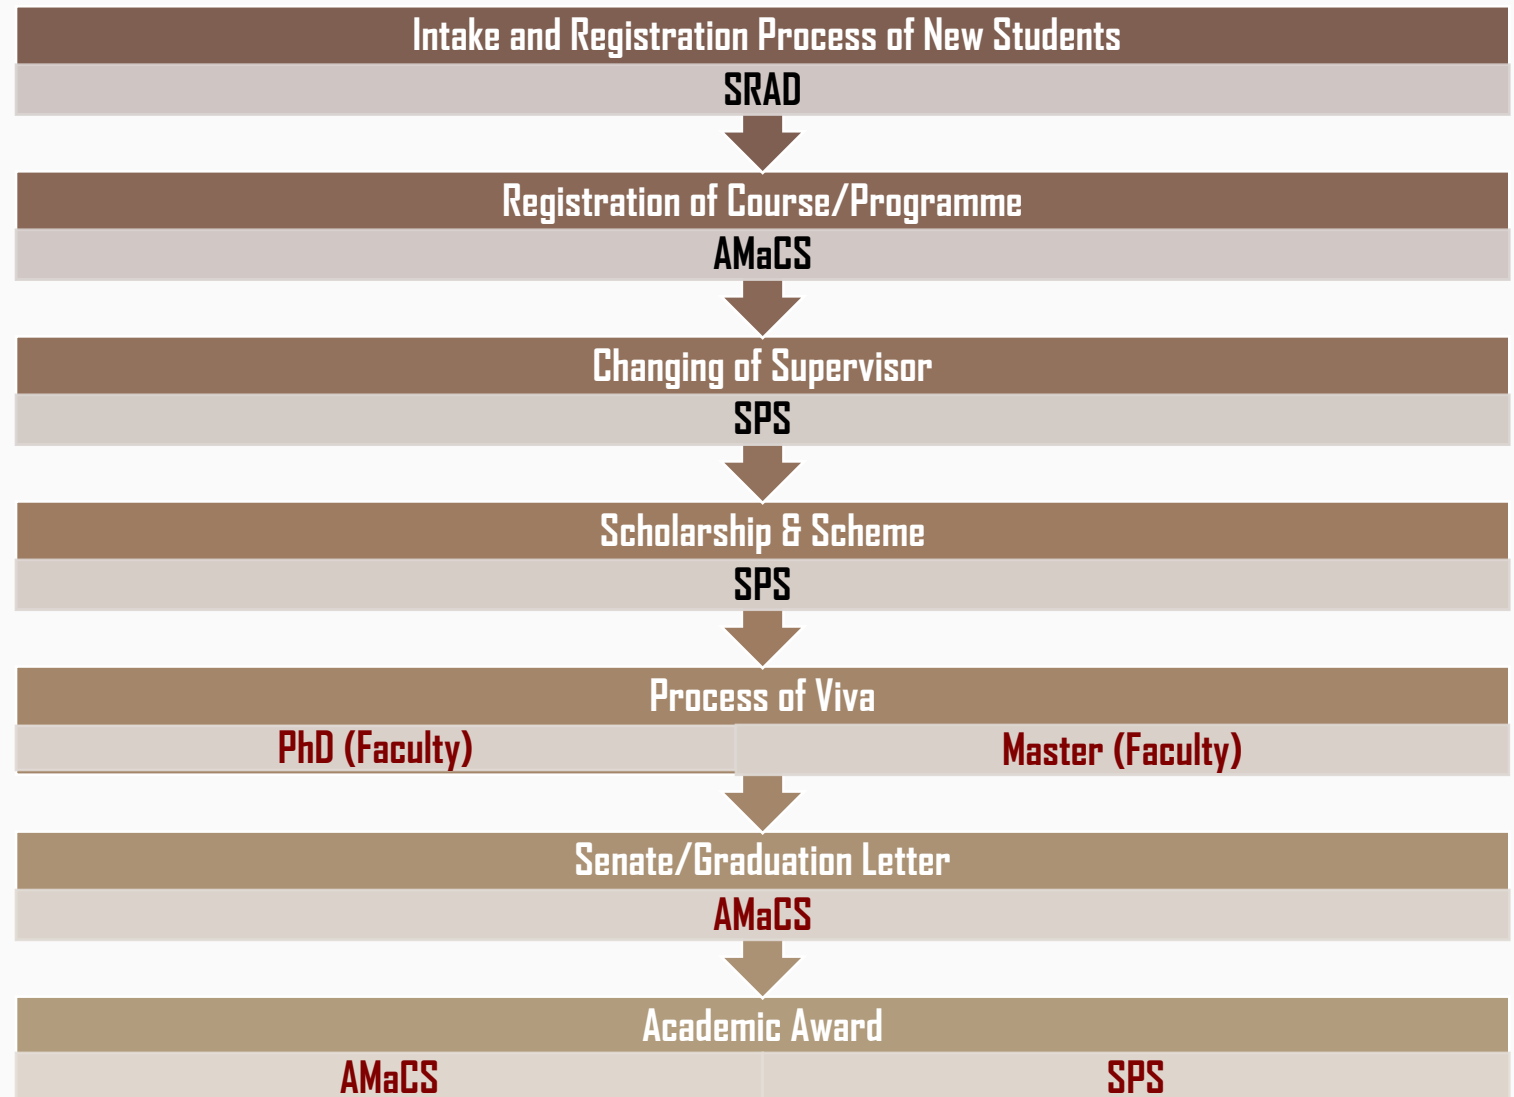 Intake and Registration Process of New Students
SRAD
Registration of Course/Programme
AMaCS
Changing of Supervisor
SPS
Scholarship & Scheme
SPS
Process of Viva
PhD (Faculty)
Master (Faculty)
Senate/Graduation Letter
AMaCS
Academic Award
AMaCS
SPS